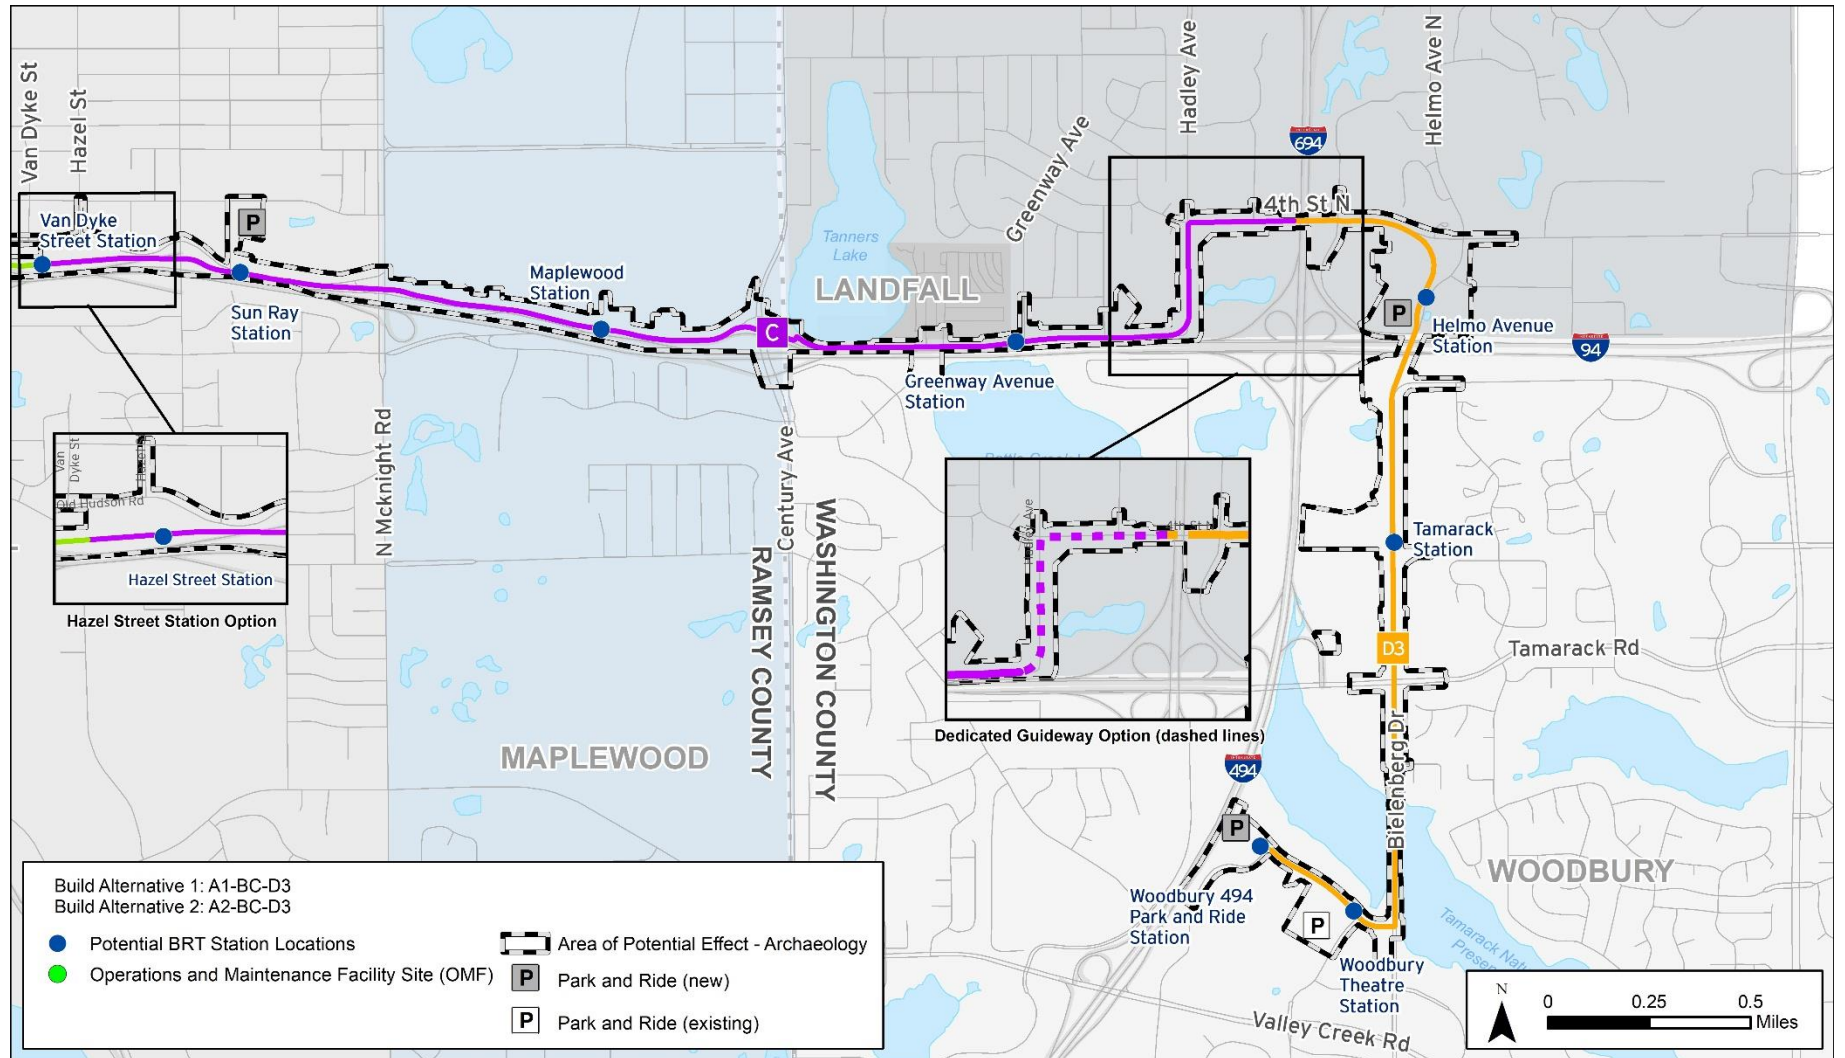 Van Dyke St
Hazel St
Hadley Ave
Helmo Ave N
Greenway Ave
694
4th St N
P
Van Dyke
Street Station
Tanners
Lake
Maplewood
Station
LANDFALL
Sun Ray
Station
C
P
Helmo Avenue
Station
94
Greenway Avenue
Station
N Mcknight Rd
Century Ave
RAMSEY COUNTY
WASHINGTON COUNTY
Van
Dyke St
Old Hudson Rd
Hazel Street Station
Hazel Street Station Option
Tamarack
Station
D3
Tamarack Rd
Dedicated Guideway Option (dashed lines)
MAPLEWOOD
494
Bielenberg Dr
P
WOODBURY
Woodbury 494
Park and Ride
Station
P
Woodbury
Theatre
Station
Tamarack
Valley Creek Rd
Build Alternative 1: A1-BC-D3
Build Alternative 2: A2-BC-D3
Potential BRT Station Locations
Operations and Maintenance Facility Site (OMF)
Area of Potential Effect - Archaeology
P Park and Ride (new)
P Park and Ride (existing)
N
0 0.25 0.5
Miles